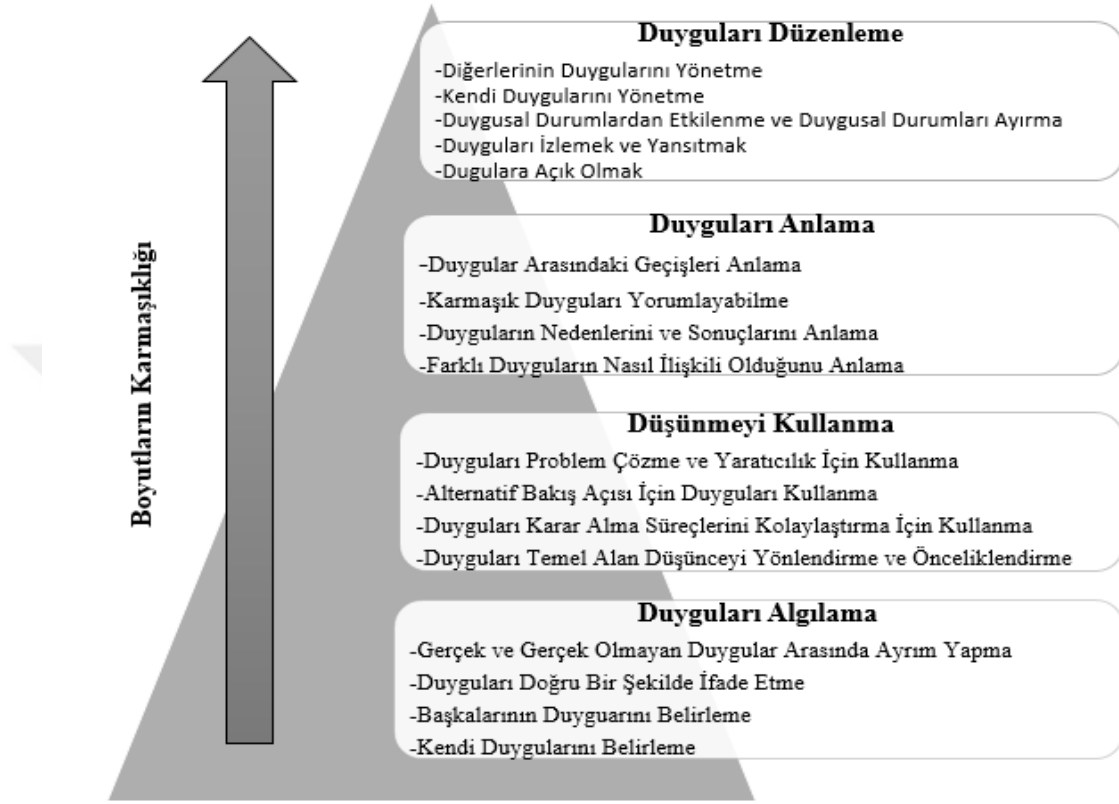 Duyguları Düzenleme
-Diğerlerinin Duygularını Yönetme
-Kendi Duygularını Yönetme
-Duygusal Durumlardan Etkilenme ve Duygusal Durumları Ayırma
-Duyguları İzlemek ve Yansıtmak
-Dugulara Açık Olmak
Duyguları Anlama
-Duygular Arasındaki Geçişleri Anlama
-Karmaşık Duyguları Yorumlayabilme
-Duyguların Nedenlerini ve Sonuçlarını Anlama
-Farklı Duyguların Nasıl İlişkili Olduğunu Anlama
Boyutların Karmaşıklığı
Düşünmeyi Kullanma
-Duyguları Problem Çözme ve Yaratıcılık İçin Kullanma
-Alternatif Bakış Açısı İçin Duyguları Kullanma
-Duyguları Karar Alma Süreçlerini Kolaylaştırma İçin Kullanma
-Duyguları Temel Alan Düşünceyi Yönlendirme ve Önceliklendirme
Duyguları Algılama
-Gerçek ve Gerçek Olmayan Duygular Arasında Ayrım Yapma
-Duyguları Doğru Bir Şekilde İfade Etme
-Başkalarının Duyguarını Belirleme
-Kendi Duygularını Belirleme